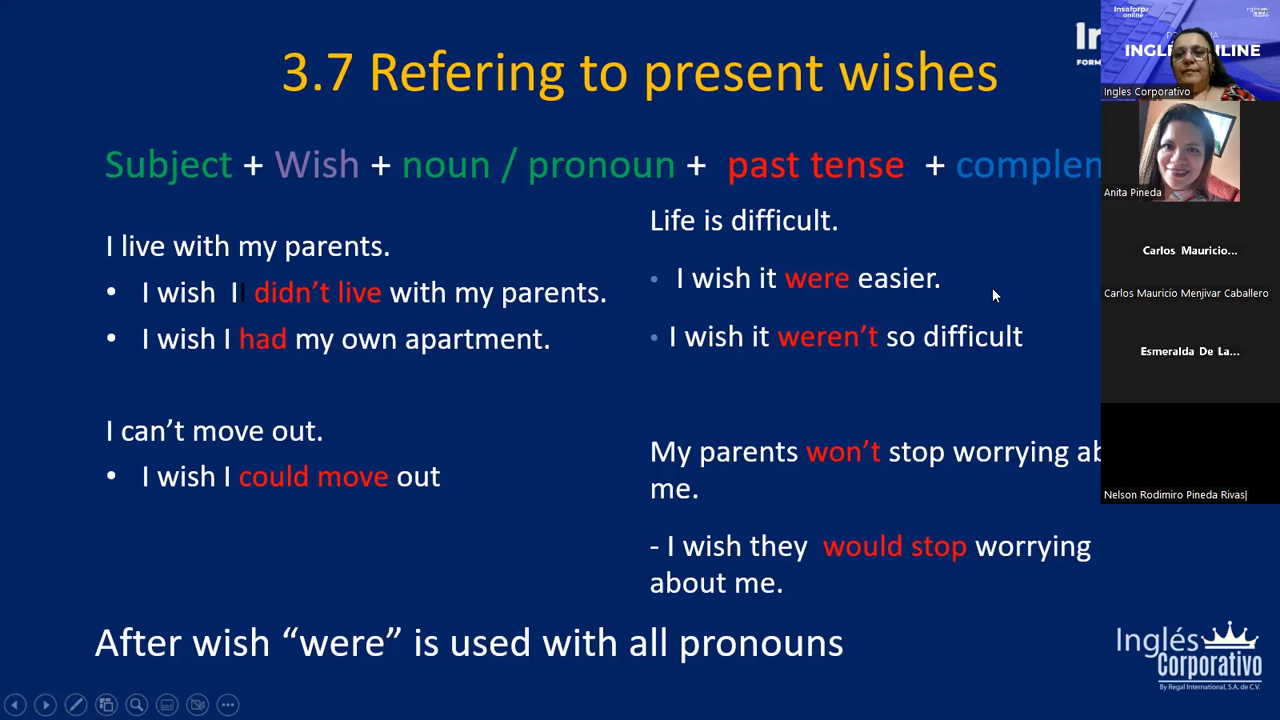 3.7 Refering to present wishes
Subject + Wish + noun / pronoun + past tense + complem
I live with my parents.
• I wish I didn't live with my parents.
• I wish I had my own apartment.
I can't move out.
• I wish I could move out
Life is difficult.
• I wish it were easier.
• I wish it weren't so difficult
My parents won't stop worrying ab
me.
- I wish they would stop worrying
about me.
After wish “were” is used with all pronouns
Insaforp
online
INGLÉS ONLINE
Ingles Corporativo
Anita Pineda
Carlos Mauricio...
Carlos Mauricio Menjivar Caballero
Esmeralda De La...
Nelson Rodimiro Pineda Rivas
Inglés
Corporativo
By Regal International, S.A. de C.V.